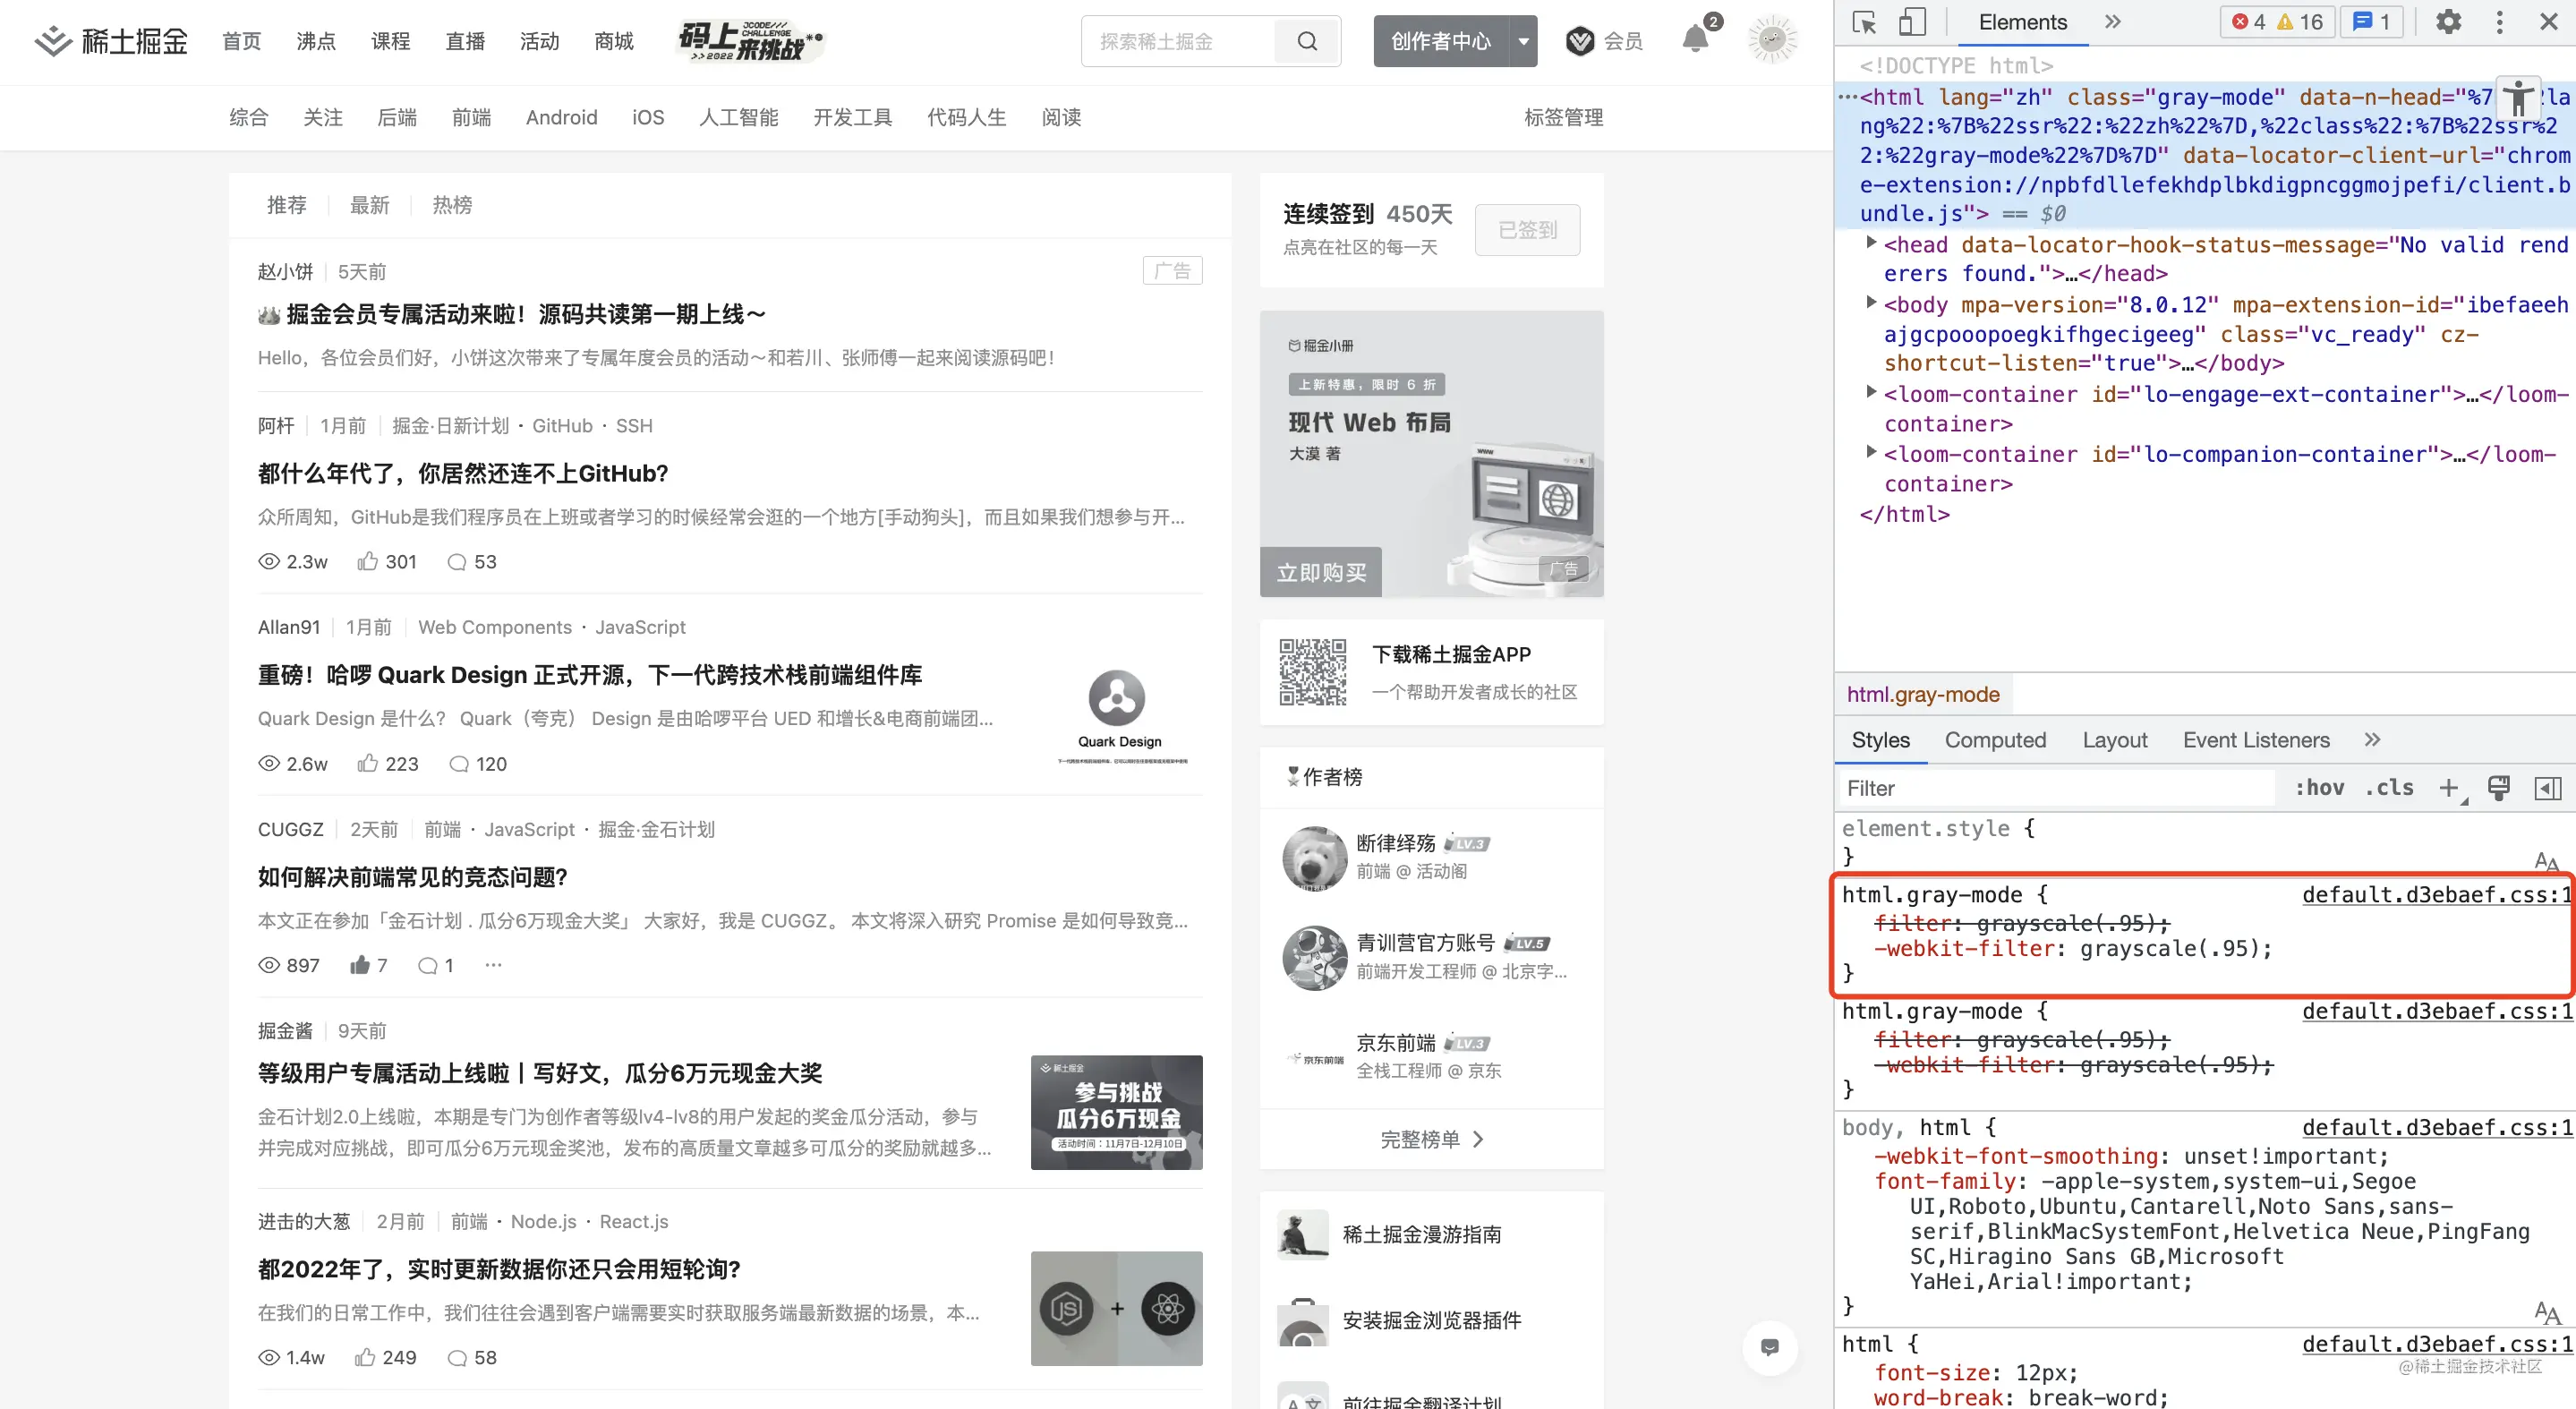 稀土掘金
首页
沸点
课程
直播
活动
商城
码上
JCODE///
CHALLENGE
来挑战
>>2022
探索稀土掘金
创作者中心
会员
2
综合
关注
后端
前端
Android
iOS
人工智能
开发工具
代码人生
阅读
标签管理
推荐
最新
热榜
赵小饼
5天前
广告
掘金会员专属活动来啦！源码共读第一期上线～
Hello，各位会员们好，小饼这次带来了专属年度会员的活动～和若川、张师傅一起来阅读源码吧！
阿杆
1月前
掘金·日新计划 · GitHub · SSH
都什么年代了，你居然还连不上GitHub？
众所周知，GitHub是我们程序员在上班或者学习的时候经常会逛的一个地方[手动狗头]，而且如果我们想参与开...
2.3w
301
53
Allan91
1月前
Web Components · JavaScript
重磅！哈啰 Quark Design 正式开源，下一代跨技术栈前端组件库
Quark Design 是什么？ Quark（夸克） Design 是由哈啰平台 UED 和增长&电商前端团...
2.6w
223
120
Quark Design
CUGGZ
2天前
前端 · JavaScript · 掘金·金石计划
如何解决前端常见的竞态问题？
本文正在参加「金石计划 . 瓜分6万现金大奖」 大家好，我是 CUGGZ。 本文将深入研究 Promise 是如何导致竞...
897
7
1
...
掘金酱
9天前
等级用户专属活动上线啦丨写好文，瓜分6万元现金大奖
金石计划2.0上线啦，本期是专门为创作者等级lv4-lv8的用户发起的奖金瓜分活动，参与
并完成对应挑战，即可瓜分6万元现金奖池，发布的高质量文章越多可瓜分的奖励就越多...
稀土掘金
参与挑战
瓜分6万现金
活动时间：11月7日-12月10日
进击的大葱
2月前
前端 · Node.js · React.js
都2022年了，实时更新数据你还只会用短轮询？
在我们的日常工作中，我们往往会遇到客户端需要实时获取服务端最新数据的场景，本...
1.4w
249
58
JS
+
连续签到 450天
点亮在社区的每一天
已签到
掘金小册
上新特惠，限时 6 折
现代 Web 布局
大漠 著
WWW
立即购买
广告
下载稀土掘金APP
一个帮助开发者成长的社区
作者榜
断律绎殇
LV.3
前端 @ 活动阁
青训营官方账号
LV.5
前端开发工程师 @ 北京字...
京东前端
京东前端
LV.3
全栈工程师 @ 京东
完整榜单
稀土掘金漫游指南
安装掘金浏览器插件
前往掘金翻译计划
Elements
»
4
16
1
<!DOCTYPE html>
<html lang="zh" class="gray-mode" data-n-head="%7
la
ng%22:%7B%22ssr%22:%22zh%22%7D,%22class%22:%7B%22ssr%2
2:%22gray-mode%22%7D%7D" data-locator-client-url="chrom
e-extension://npbfdllefekhdplbkdigpncggmojpefi/client.b
undle.js"> == $0
<head data-locator-hook-status-message="No valid rend
erers found.">…</head>
<body mpa-version="8.0.12" mpa-extension-id="ibefaeeh
ajgcpooopoegkifhgecigeeg" class="vc_ready" cz-
shortcut-listen="true">…</body>
<loom-container id="lo-engage-ext-container">…</loom-
container>
<loom-container id="lo-companion-container">…</loom-
container>
</html>
html.gray-mode
Styles
Computed
Layout
Event Listeners
»
Filter
:hov
.cls
element.style {
}
html.gray-mode {
default.d3ebaef.css:1
filter: grayscale(.95);
-webkit-filter: grayscale(.95);
}
html.gray-mode {
default.d3ebaef.css:1
filter: grayscale(.95);
-webkit-filter: grayscale(.95);
}
body, html {
default.d3ebaef.css:1
-webkit-font-smoothing: unset!important;
font-family: -apple-system,system-ui,Segoe
UI,Roboto,Ubuntu,Cantarell,Noto Sans,sans-
serif,BlinkMacSystemFont,Helvetica Neue,PingFang
SC,Hiragino Sans GB,Microsoft
YaHei,Arial!important;
}
html {
default.d3ebaef.css:1
font-size: 12px;
@稀土掘金技术社区
word-break: break-word;